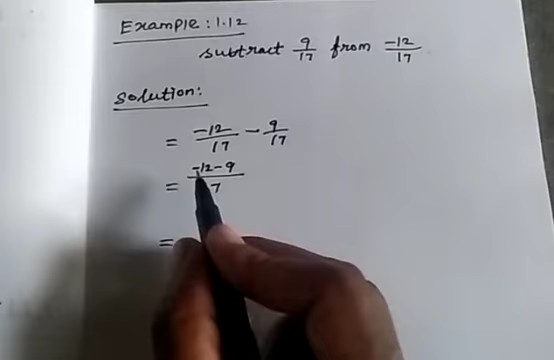 Example: 1.12
subtract 9/17 from -12/17
Solution:
= -12/17 - 9/17
= -12-9/17
=